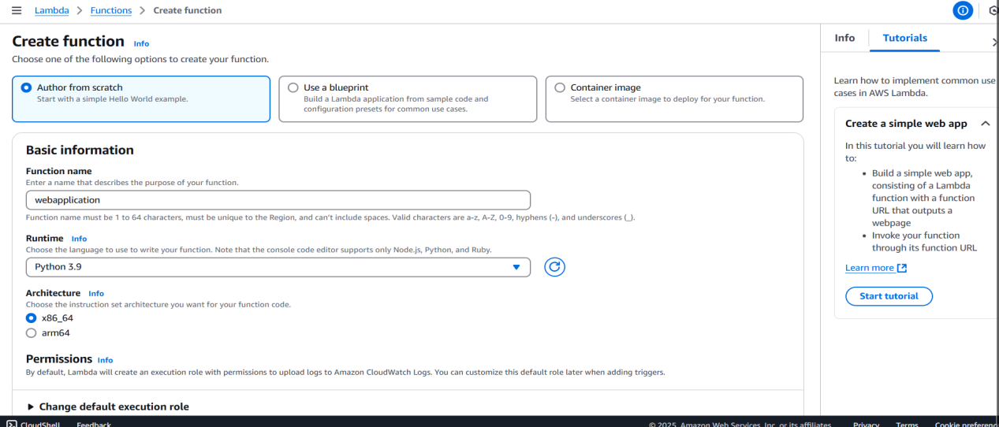 Lambda > Functions > Create function
Create function Info
Choose one of the following options to create your function.
Author from scratch
Start with a simple Hello World example.
Use a blueprint
Build a Lambda application from sample code and
configuration presets for common use cases.
Container image
Select a container image to deploy for your function.
Basic information
Function name
Enter a name that describes the purpose of your function.
webapplication
Function name must be 1 to 64 characters, must be unique to the Region, and can't include spaces. Valid characters are a-z, A-Z, 0-9, hyphens (-), and underscores (_).
Runtime Info
Choose the language to use to write your function. Note that the console code editor supports only Node.js, Python, and Ruby.
Python 3.9
Architecture Info
Choose the instruction set architecture you want for your function code.
x86_64
arm64
Permissions Info
By default, Lambda will create an execution role with permissions to upload logs to Amazon CloudWatch Logs. You can customize this default role later when adding triggers.
Change default execution role
Info Tutorials
Learn how to implement common use
cases in AWS Lambda.
Create a simple web app
In this tutorial you will learn how
to:
• Build a simple web app,
consisting of a Lambda
function with a function
URL that outputs a
webpage
• Invoke your function
through its function URL
Learn more
Start tutorial
CloudShell Feedback © 2025, Amazon Web Services, Inc. or its affiliates. Privacy Terms Cookie